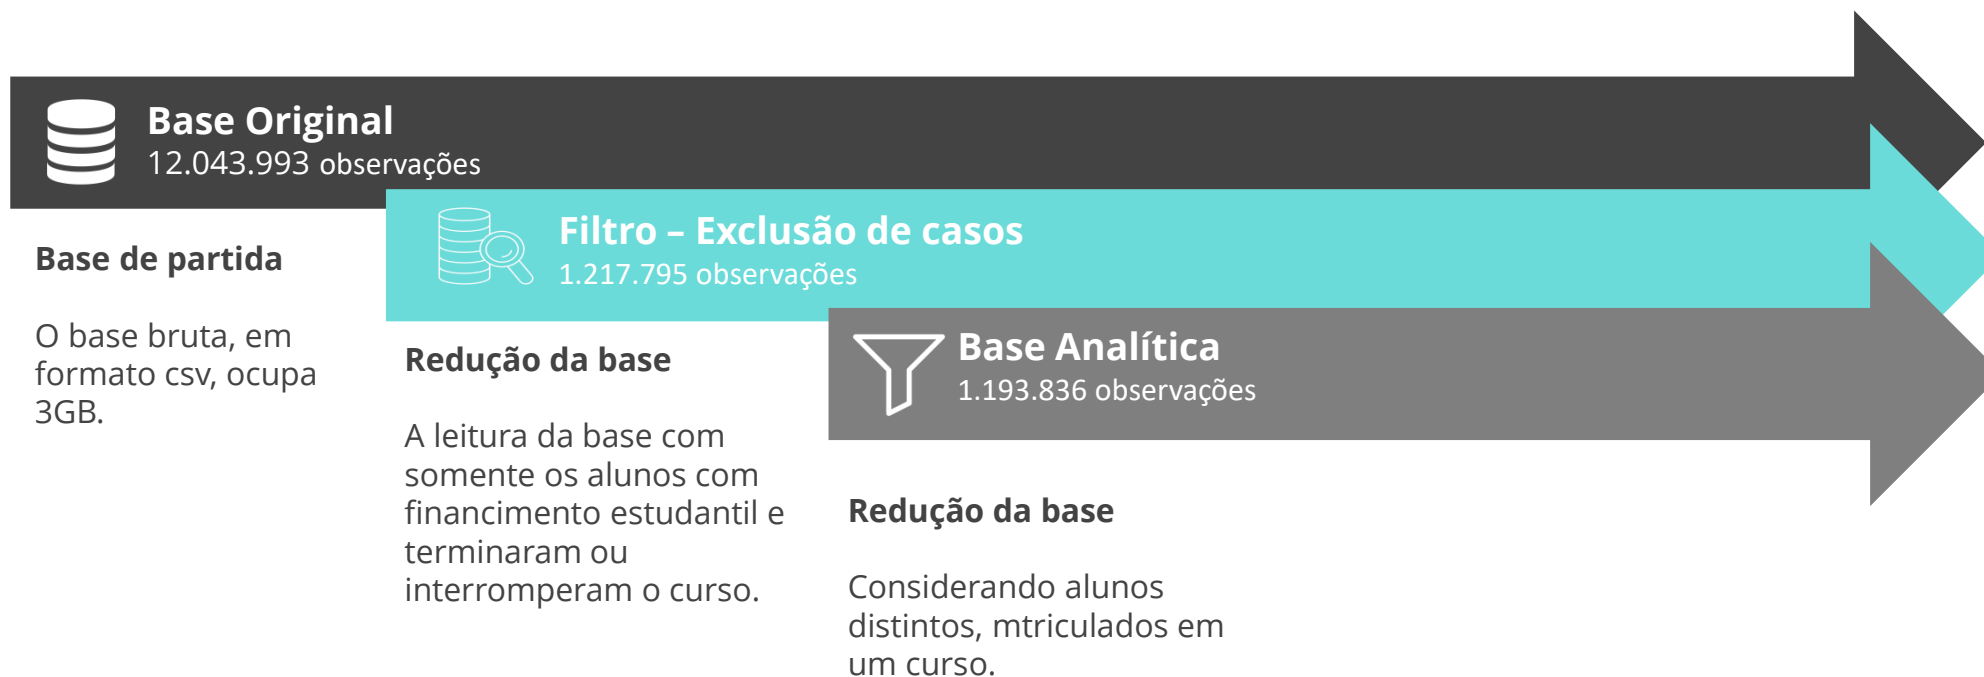 Base Original
12.043.993 observações
Base de partida
O base bruta, em
formato csv, ocupa
3GB.
Filtro – Exclusão de casos
1.217.795 observações
Redução da base
A leitura da base com
somente os alunos com
financimento estudantil e
terminaram ou
interromperam o curso.
Base Analítica
1.193.836 observações
Redução da base
Considerando alunos
distintos, mtriculados em
um curso.